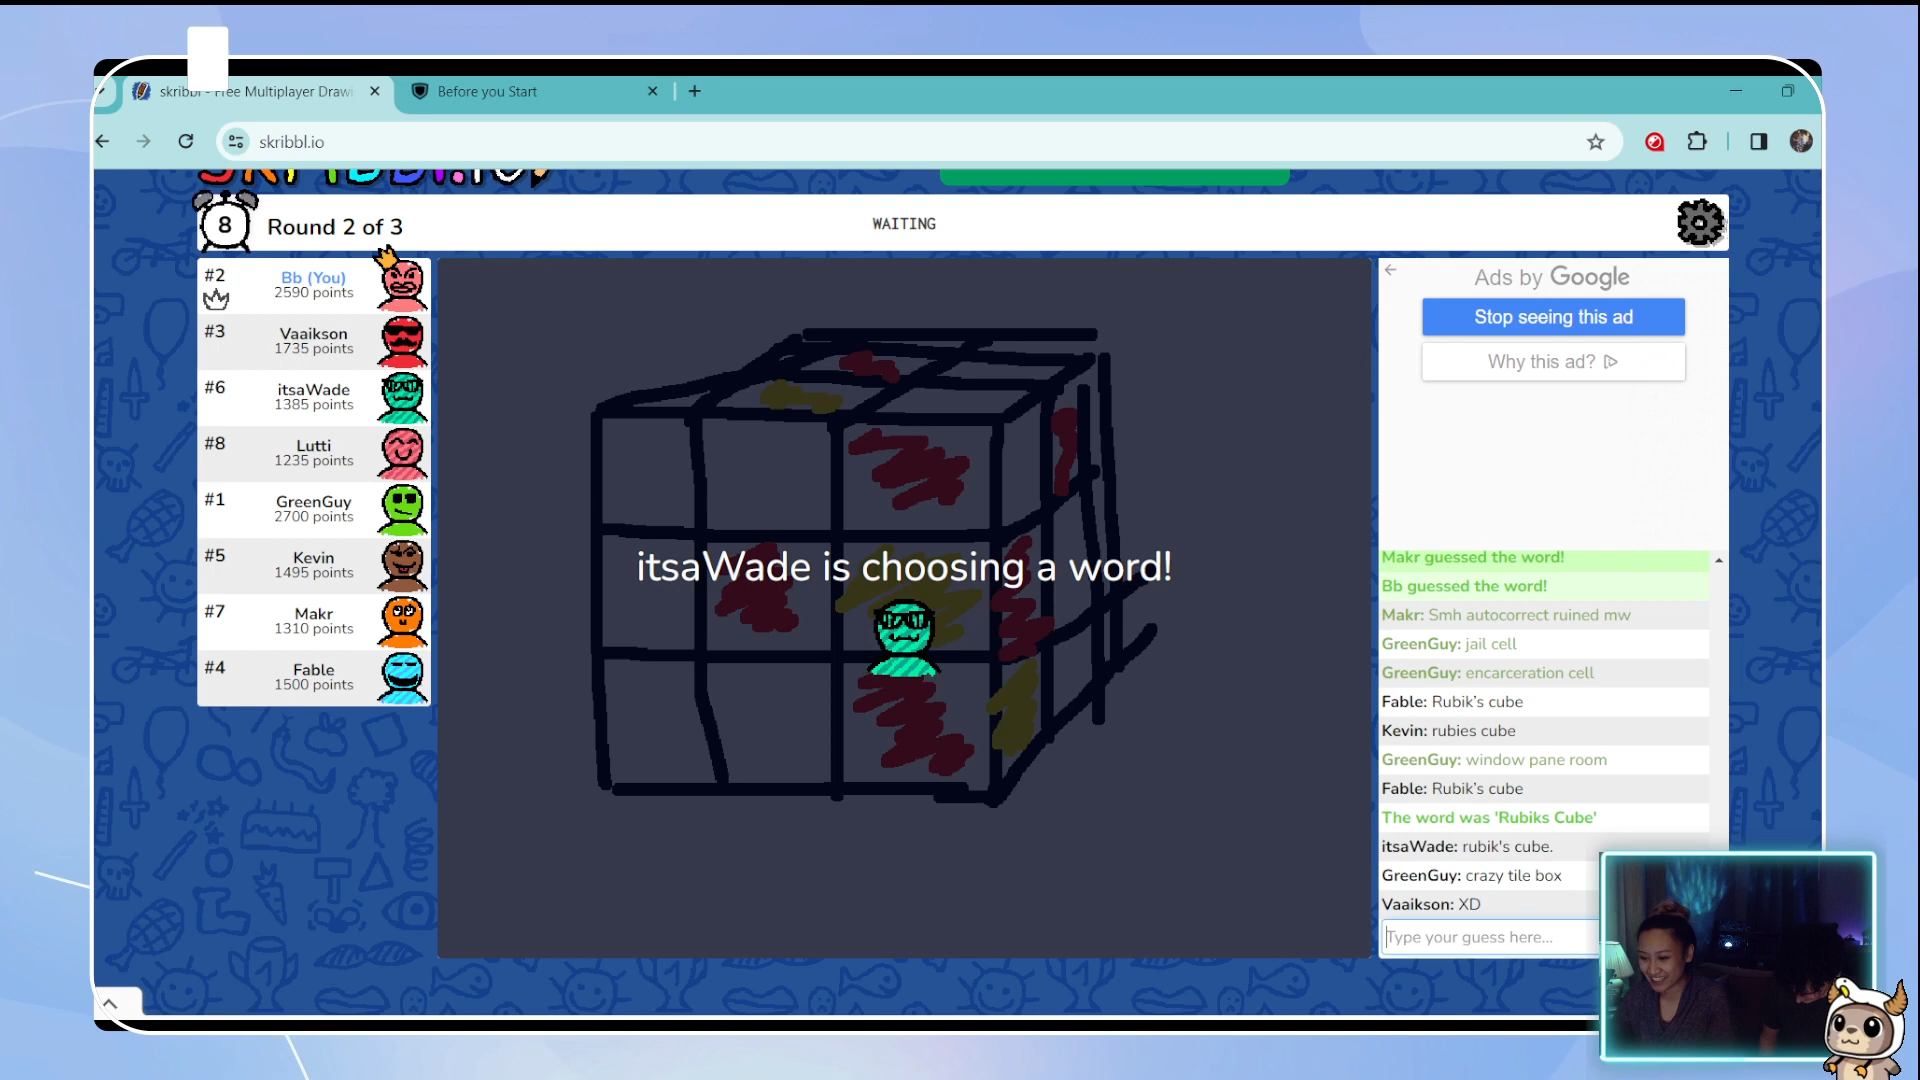 skribbl - Free Multiplayer Drawi
Before you Start
skribbl.io
skribbl.io
8
Round 2 of 3
WAITING
#2
Bb (You)
2590 points
#3
Vaaikson
1735 points
#6
itsaWade
1385 points
#8
Lutti
1235 points
#1
GreenGuy
2700 points
#5
Kevin
1495 points
#7
Makr
1310 points
#4
Fable
1500 points
itsaWade is choosing a word!
Ads by Google
Stop seeing this ad
Why this ad?
Makr guessed the word!
Bb guessed the word!
Makr: Smh autocorrect ruined mw
GreenGuy: jail cell
GreenGuy: encarceration cell
Fable: Rubik's cube
Kevin: rubies cube
GreenGuy: window pane room
Fable: Rubik's cube
The word was 'Rubiks Cube'
itsaWade: rubik's cube.
GreenGuy: crazy tile box
Vaaikson: XD
Type your guess here...